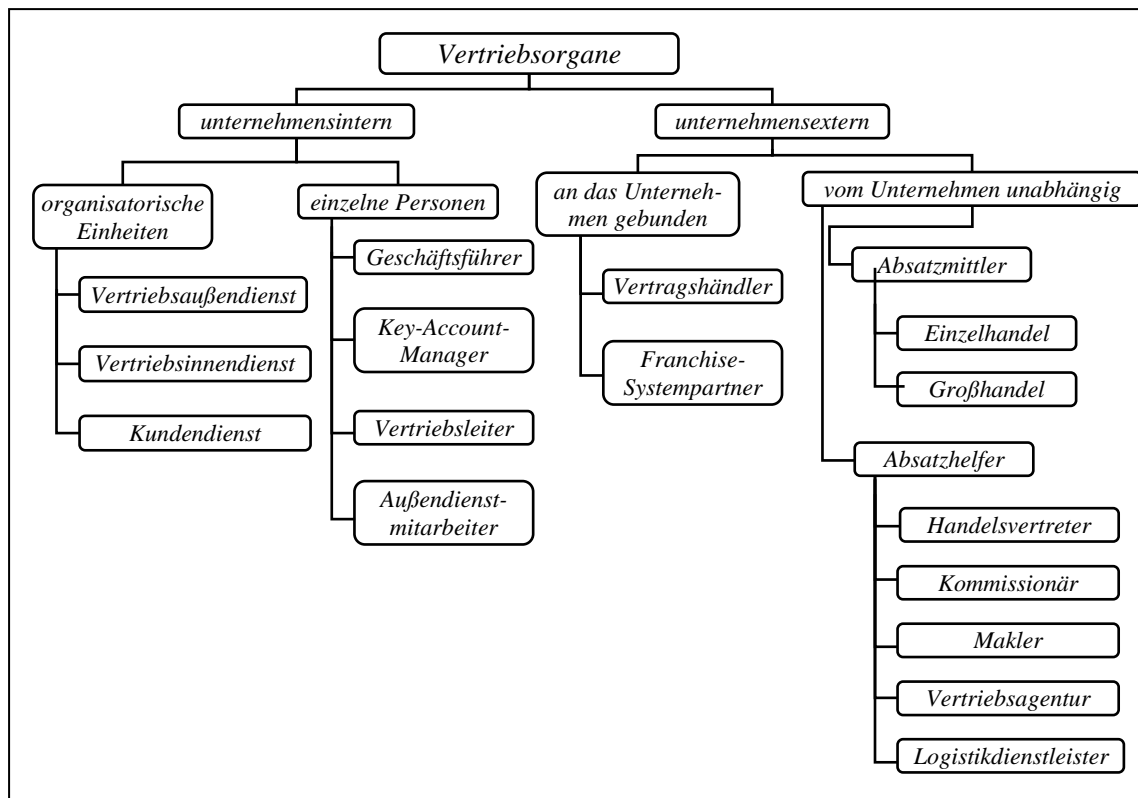 Vertriebsorgane
unternehmensintern
unternehmensextern
organisatorische
Einheiten
einzelne Personen
an das Unterneh-
men gebunden
vom Unternehmen unabhängig
Vertriebsaußendienst
Vertriebsinnendienst
Kundendienst
Geschäftsführer
Key-Account-
Manager
Vertriebsleiter
Außendienst-
mitarbeiter
Vertragshändler
Franchise-
Systempartner
Absatzmittler
Einzelhandel
Großhandel
Absatzhelfer
Handelsvertreter
Kommissionär
Makler
Vertriebsagentur
Logistikdienstleister